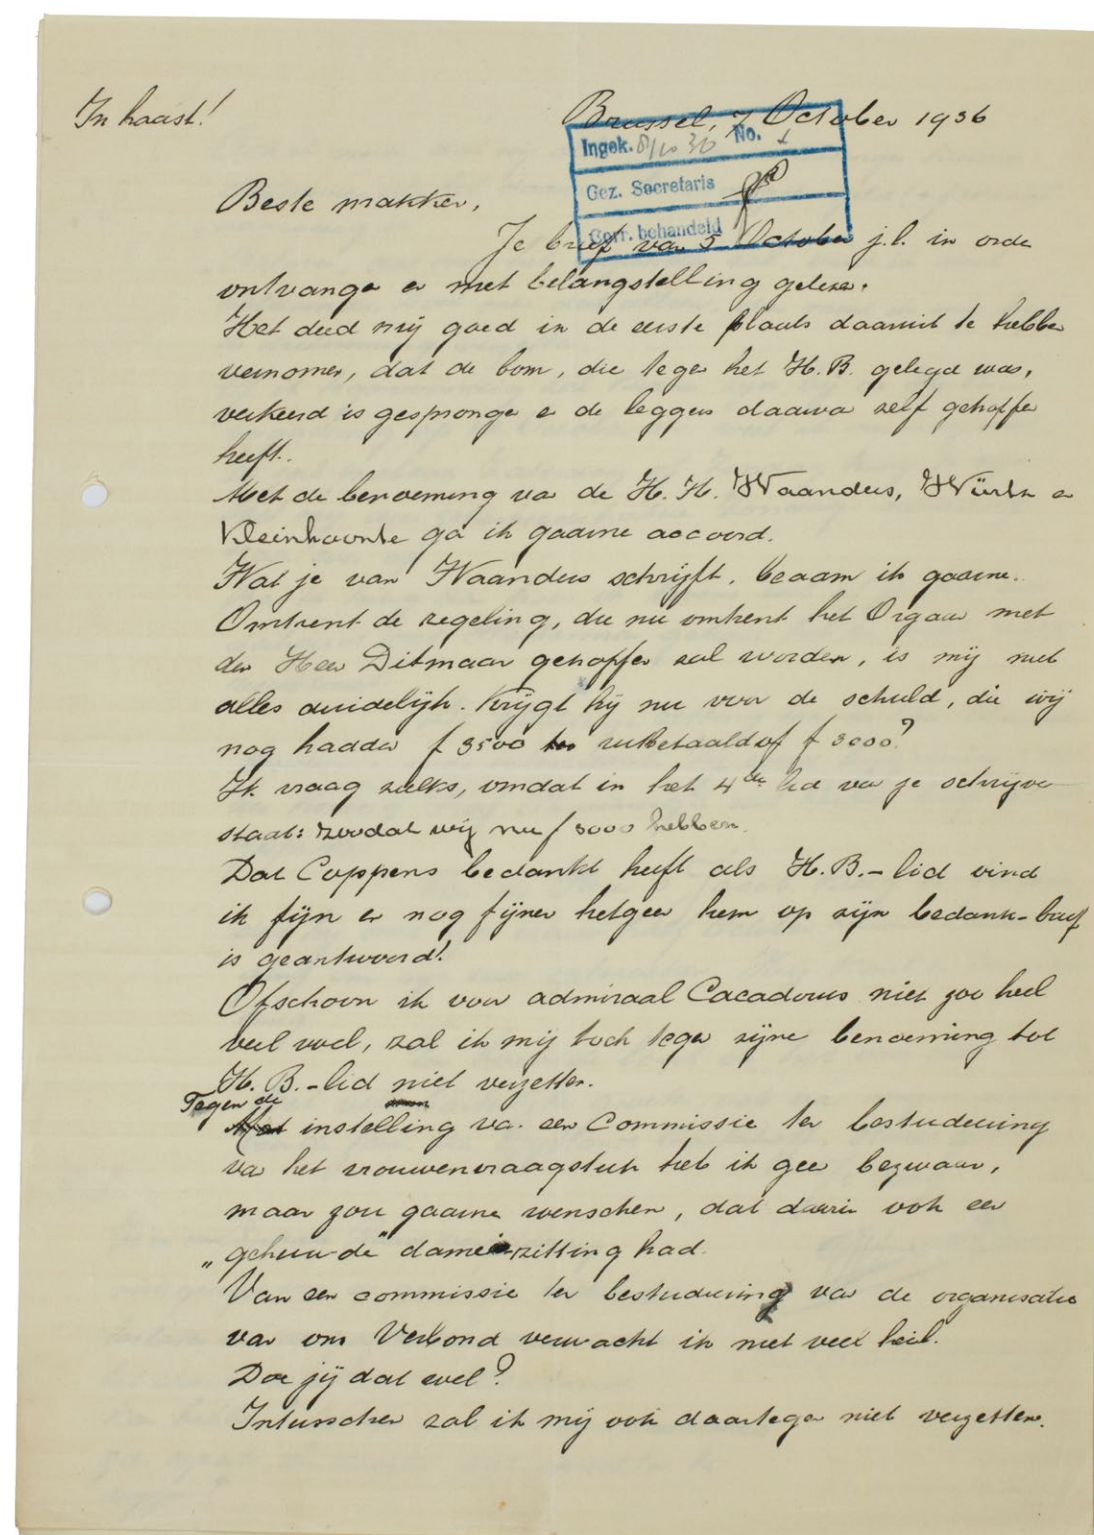 In haast!
Brussel, 7 October 1936
Ingek. 8/10 36 No. 1
Gez. Secretaris
Corr. behandeld
Beste makker,
Je brief van 5 October j.l. in orde
ontvangen en met belangstelling gelezen.
Het deed mij goed in de eerste plaats daaruit te hebben
vernomen, dat de bom, die tegen het H.B. gelegd was,
verkeerd is gesprongen en de leggers daarvan zelf getroffen
heeft.
Met de benoeming van de H.H. Waanders, Würtz en
Kleinhoonte ga ik gaarne accoord.
Wat je van Waanders schrijft, beaam ik gaarne.
Omtrent de regeling, die nu omtrent het Orgaan met
den Heer Ditmaar getroffen zal worden, is mij niet
alles duidelijk. Krijgt hij nu voor de schuld, die wij
nog hadden f 3500 uitbetaald of f 3000?
Ik vraag zulks, omdat in het 4de lid van je schrijven
staat: zoodat wij nu f 3000 hebben.
Dat Coppens bedankt heeft als H.B.-lid vind
ik fijn en nog fijner hetgeen hem op zijn bedank-brief
is geantwoord!
Ofschoon ik voor admiraal Cacadorus niet zoo heel
veel voel, zal ik mij toch tegen zijne benoeming tot
H.B.-lid niet verzetten.
Tegen de
instelling van een Commissie ter bestudeering
van het vrouwenvraagstuk heb ik geen bezwaar,
maar zou gaarne wenschen, dat daarin ook een
„gehuwde" dame zitting had.
Van een commissie ter bestudeering van de organisatie
van ons Verbond verwacht ik niet veel heil.
Doe jij dat wel?
Intusschen zal ik mij ook daartegen niet verzetten.